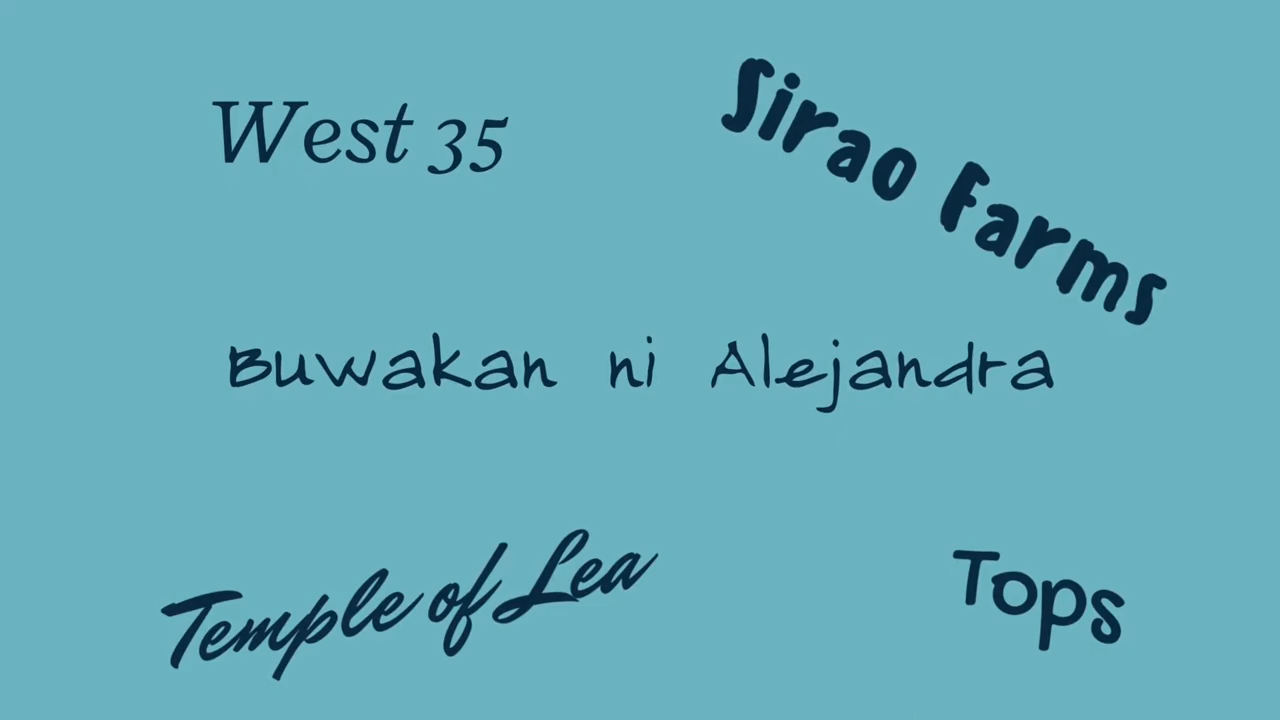 West 35
Sirao Farms
Buwakan ni Alejandra
Temple of Lea
Tops